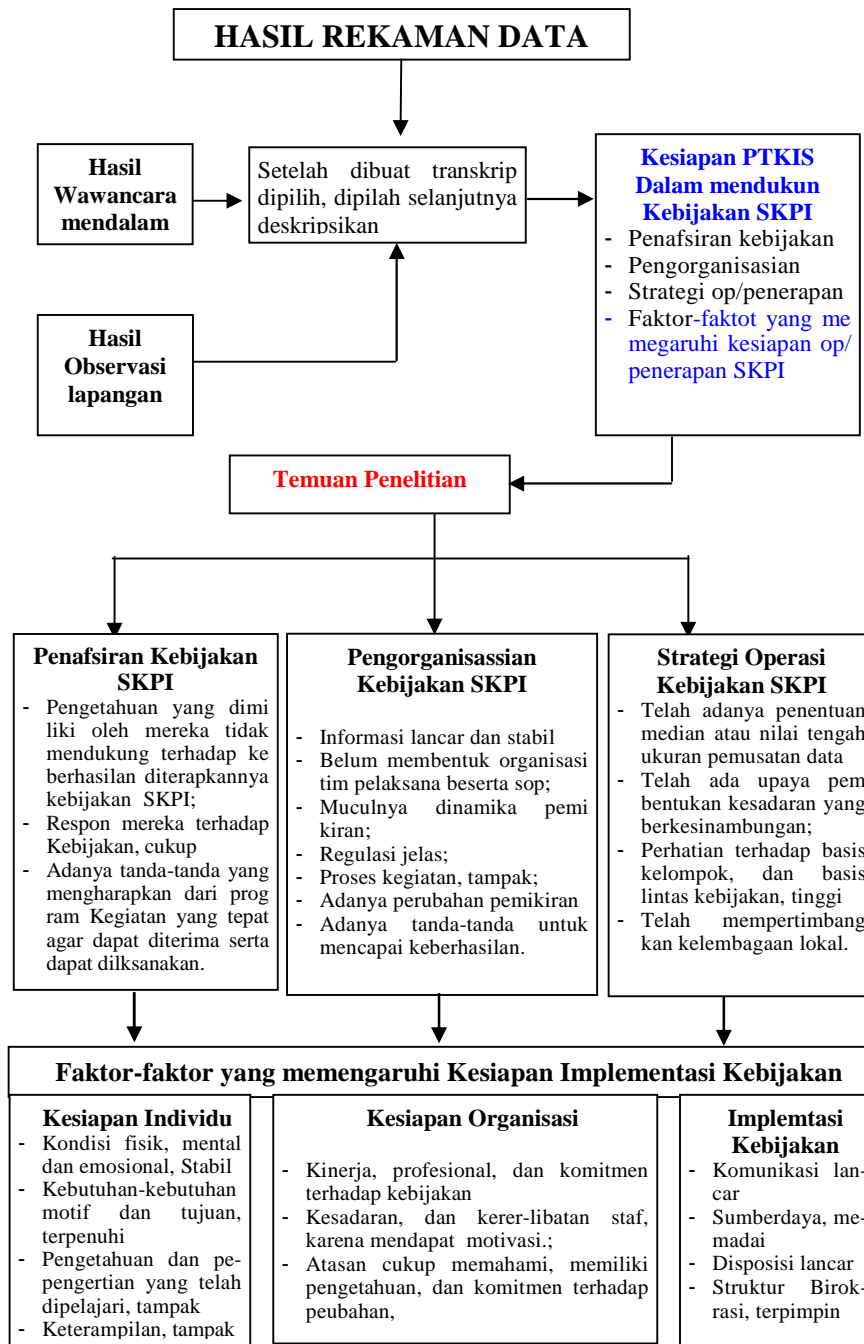 HASIL REKAMAN DATA
Hasil
Wawancara
mendalam
Setelah dibuat transkrip
dipilih, dipilah selanjutnya
deskripsikan
Kesiapan PTKIS
Dalam mendukun
Kebijakan SKPI
- Penafsiran kebijakan
- Pengorganisasian
- Strategi op/penerapan
- Faktor-faktot yang me
megaruhi kesiapan op/
penerapan SKPI
Hasil
Observasi
lapangan
Temuan Penelitian
Penafsiran Kebijakan
SKPI
- Pengetahuan yang dimi
liki oleh mereka tidak
mendukung terhadap ke
berhasilan diterapkannya
kebijakan SKPI;
- Respon mereka terhadap
Kebijakan, cukup
- Adanya tanda-tanda yang
mengharapkan dari prog
ram Kegiatan yang tepat
agar dapat diterima serta
dapat dilksanakan.
Pengorganisassian
Kebijakan SKPI
- Informasi lancar dan stabil
- Belum membentuk organisasi
tim pelaksana beserta sop;
- Muculnya dinamika pemi
kiran;
- Regulasi jelas;
- Proses kegiatan, tampak;
- Adanya perubahan pemikiran
- Adanya tanda-tanda untuk
mencapai keberhasilan.
Strategi Operasi
Kebijakan SKPI
- Telah adanya penentuan
median atau nilai tengah
ukuran pemusatan data
- Telah ada upaya pem
bentukan kesadaran yang
berkesinambungan;
- Perhatian terhadap basis
kelompok, dan basis
lintas kebijakan, tinggi
- Telah mempertimbang
kan kelembagaan lokal.
Faktor-faktor yang memengaruhi Kesiapan Implementasi Kebijakan
Kesiapan Individu
- Kondisi fisik, mental
dan emosional, Stabil
- Kebutuhan-kebutuhan
motif dan tujuan,
terpenuhi
- Pengetahuan dan pe-
pengertian yang telah
dipelajari, tampak
- Keterampilan, tampak
Kesiapan Organisasi
- Kinerja, profesional, dan komitmen
terhadap kebijakan
- Kesadaran, dan kerer-libatan staf,
karena mendapat motivasi.;
- Atasan cukup memahami, memiliki
pengetahuan, dan komitmen terhadap
peubahan,
Implemtasi
Kebijakan
- Komunikasi lan-
car
- Sumberdaya, me-
madai
- Disposisi lancar
- Struktur Birok-
rasi, terpimpin